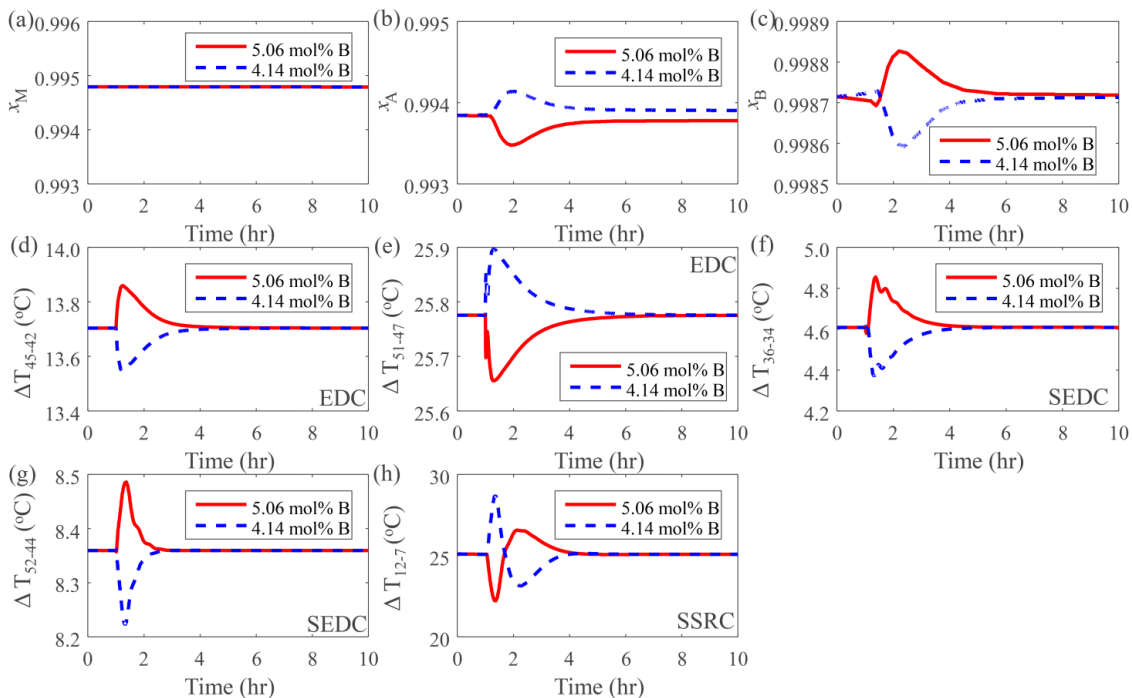 (a)
0.996
0.995
0.994
0.993
x_M
5.06 mol% B
4.14 mol% B
0 2 4 6 8 10
Time (hr)
(b)
0.995
0.994
0.993
x_A
5.06 mol% B
4.14 mol% B
0 2 4 6 8 10
Time (hr)
(c)
0.9989
0.9988
0.9987
0.9986
0.9985
x_B
5.06 mol% B
4.14 mol% B
0 2 4 6 8 10
Time (hr)
(d)
14.0
13.8
13.6
13.4
ΔT45-42 (°C)
5.06 mol% B
4.14 mol% B
EDC
0 2 4 6 8 10
Time (hr)
(e)
25.9
25.8
25.7
25.6
Δ T51-47 (°C)
EDC
5.06 mol% B
4.14 mol% B
0 2 4 6 8 10
Time (hr)
(f)
5.0
4.8
4.6
4.4
4.2
Δ T36-34 (°C)
5.06 mol% B
4.14 mol% B
SEDC
0 2 4 6 8 10
Time (hr)
(g)
8.5
8.4
8.3
8.2
Δ T52-44 (°C)
5.06 mol% B
4.14 mol% B
SEDC
0 2 4 6 8 10
Time (hr)
(h)
30
25
20
Δ T12-7 (°C)
5.06 mol% B
4.14 mol% B
SSRC
0 2 4 6 8 10
Time (hr)